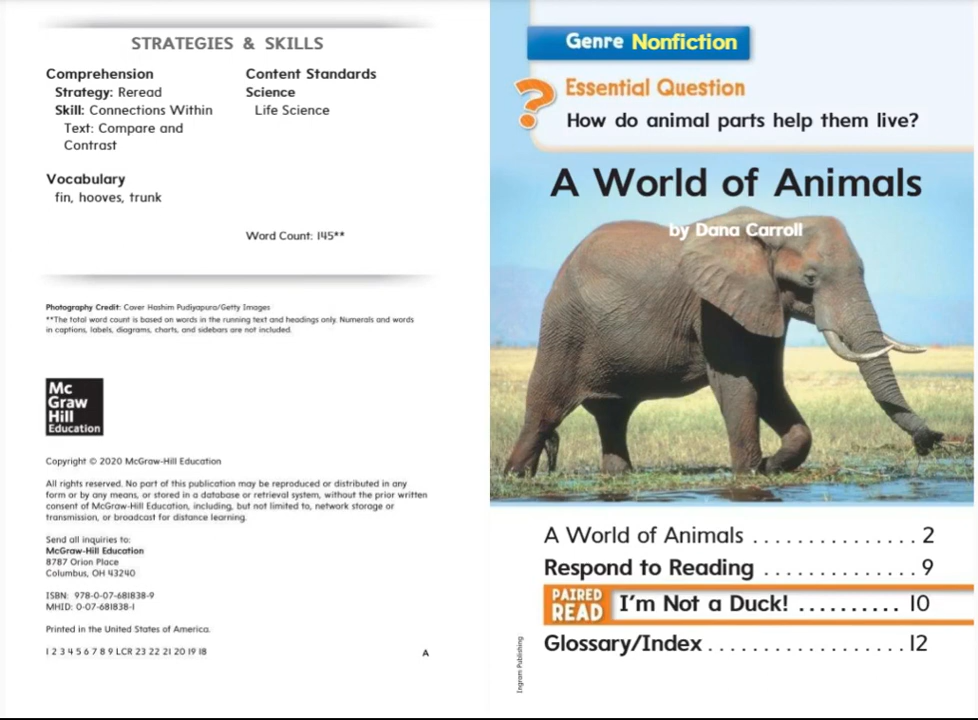 STRATEGIES & SKILLS
Comprehension
Strategy: Reread
Skill: Connections Within
Text: Compare and
Contrast
Vocabulary
fin, hooves, trunk
Content Standards
Science
Life Science
Word Count: 145**
Photography Credit: Cover Hashim Pudiyapura/Getty Images
**The total word count is based on words in the running text and headings only. Numerals and words
in captions, labels, diagrams, charts, and sidebars are not included.
Mc
Graw
Hill
Education
Copyright © 2020 McGraw-Hill Education
All rights reserved. No part of this publication may be reproduced or distributed in any
form or by any means, or stored in a database or retrieval system, without the prior written
consent of McGraw-Hill Education, including, but not limited to, network storage or
transmission, or broadcast for distance learning.
Send all inquiries to:
McGraw-Hill Education
8787 Orion Place
Columbus, OH 43240
ISBN: 978-0-07-681838-9
MHID: 0-07-681838-1
Printed in the United States of America.
1 2 3 4 5 6 7 8 9 LCR 23 22 21 20 19 18
A
Genre Nonfiction
? Essential Question
How do animal parts help them live?
A World of Animals
by Dana Carroll
A World of Animals . . . . . . . . . . . . . . . 2
Respond to Reading . . . . . . . . . . . . . . 9
PAIRED
READ
I'm Not a Duck! . . . . . . . . . . 10
Glossary/Index . . . . . . . . . . . . . . . . . . 12
Ingram Publishing